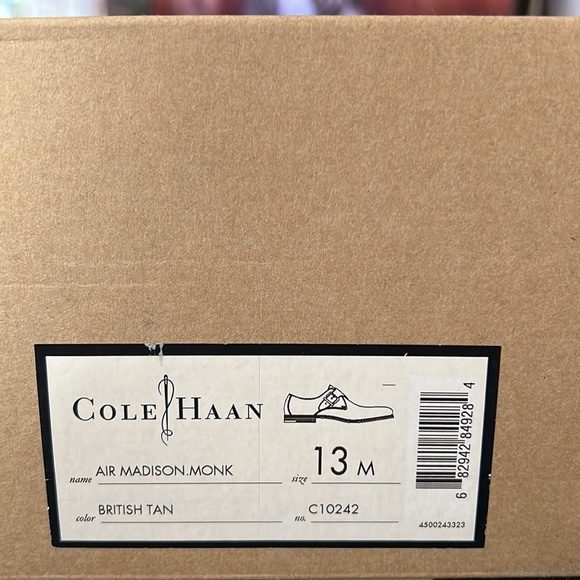 COLE HAAN
name AIR MADISON.MONK
size 13 M
color BRITISH TAN
no. C10242
6 82942 84928 4
4500243323